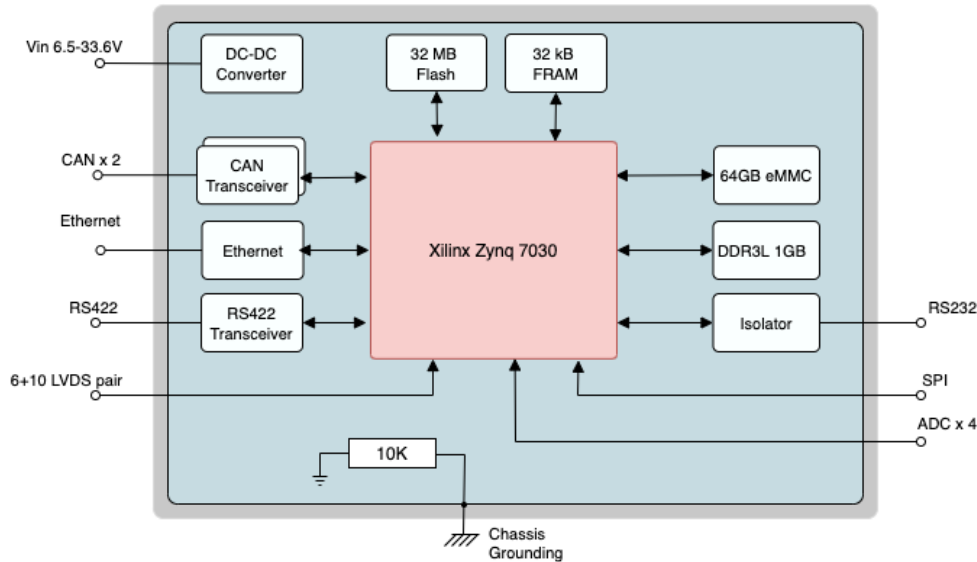 Vin 6.5-33.6V
DC-DC
Converter
32 MB
Flash
32 kB
FRAM
CAN x 2
CAN
Transceiver
64GB eMMC
Ethernet
Ethernet
Xilinx Zynq 7030
DDR3L 1GB
RS422
RS422
Transceiver
Isolator
RS232
6+10 LVDS pair
SPI
ADC x 4
10K
Chassis
Grounding